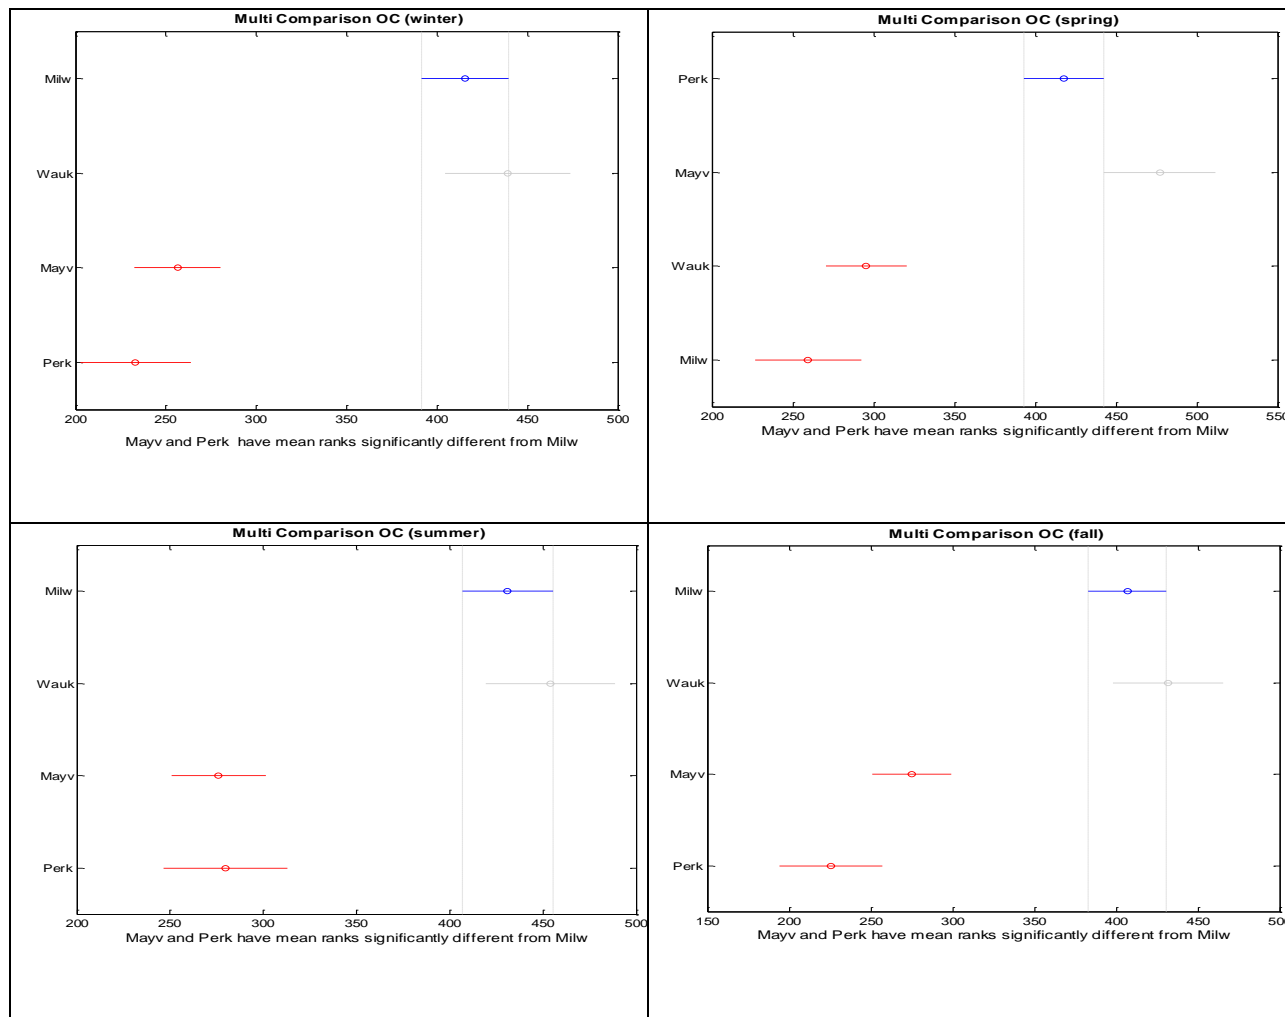 Multi Comparison OC (winter)
Milw
Wauk
Mayv
Perk
200 250 300 350 400 450 500
Mayv and Perk have mean ranks significantly different from Milw
Multi Comparison OC (spring)
Perk
Mayv
Wauk
Milw
200 250 300 350 400 450 500 550
Mayv and Perk have mean ranks significantly different from Milw
Multi Comparison OC (summer)
Milw
Wauk
Mayv
Perk
200 250 300 350 400 450 500
Mayv and Perk have mean ranks significantly different from Milw
Multi Comparison OC (fall)
Milw
Wauk
Mayv
Perk
150 200 250 300 350 400 450 500
Mayv and Perk have mean ranks significantly different from Milw